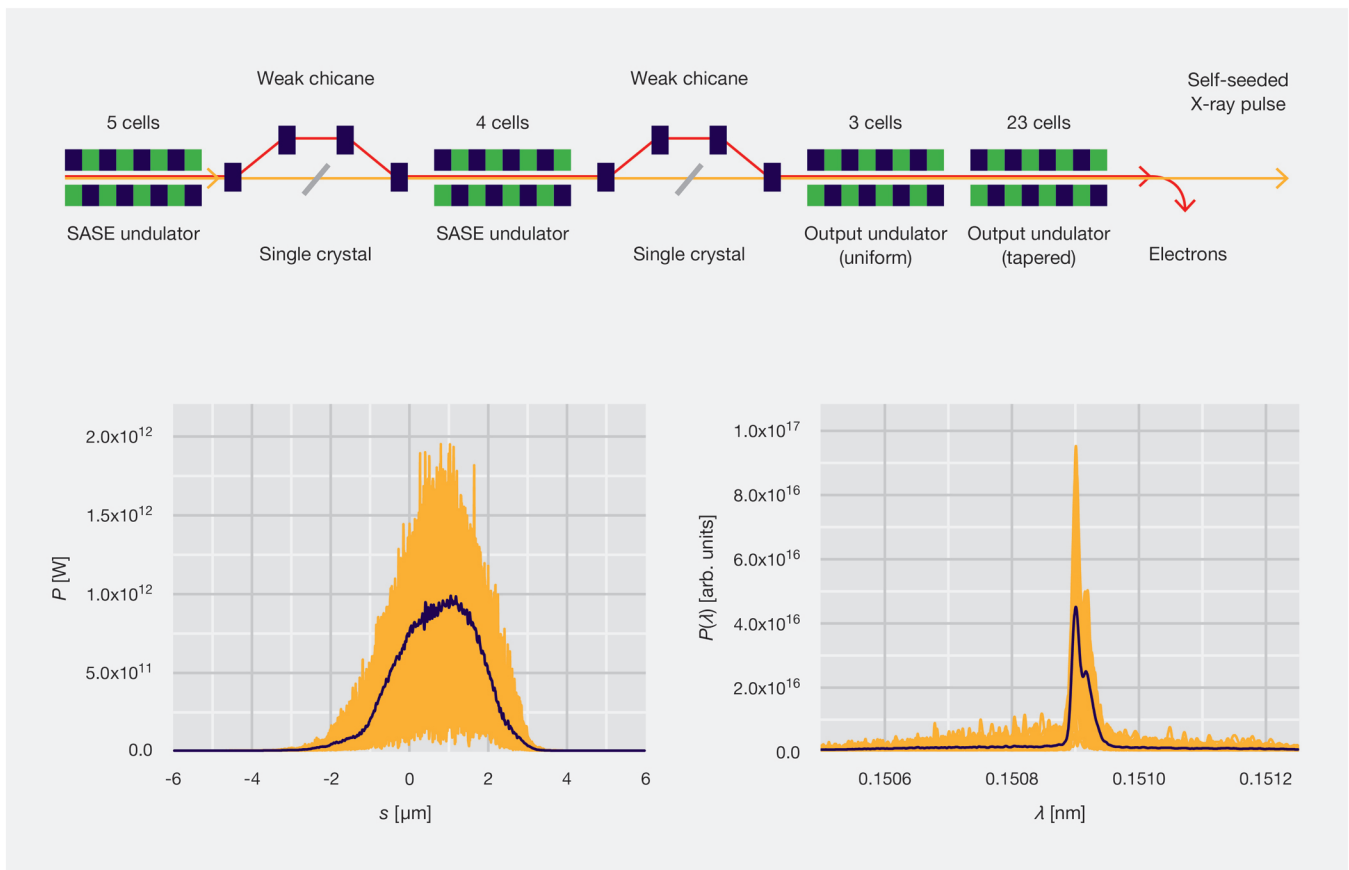 Weak chicane
Weak chicane
Self-seeded
X-ray pulse
5 cells
4 cells
3 cells
23 cells
SASE undulator
Single crystal
SASE undulator
Single crystal
Output undulator
(uniform)
Output undulator
(tapered)
Electrons
P [W]
2.0x10¹²
1.5x10¹²
1.0x10¹²
5.0x10¹¹
0.0
-6
-4
-2
0
2
4
6
s [μm]
P(λ) [arb. units]
1.0x10¹⁷
8.0x10¹⁶
6.0x10¹⁶
4.0x10¹⁶
2.0x10¹⁶
0.0
0.1506
0.1508
0.1510
0.1512
λ [nm]